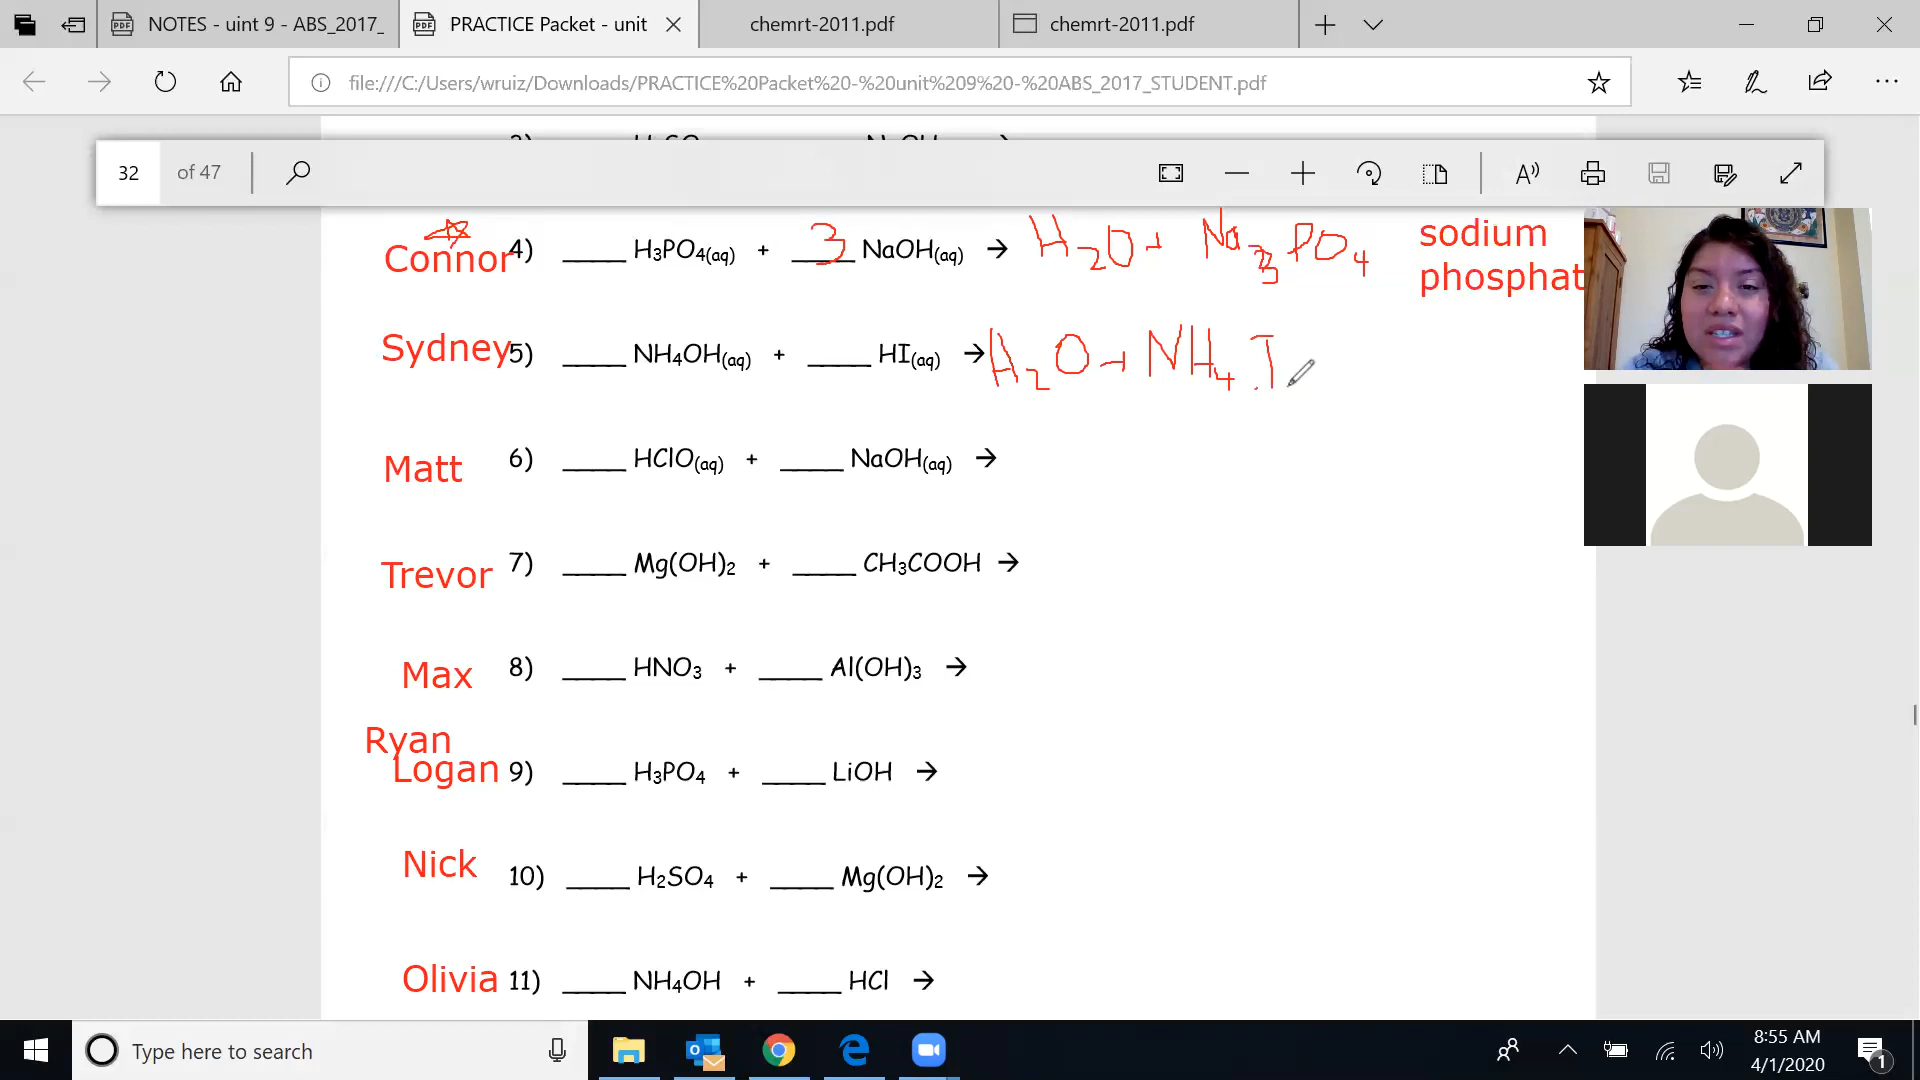 NOTES - uint 9 - ABS_2017_
PRACTICE Packet - unit
chemrt-2011.pdf
chemrt-2011.pdf
file:///C:/Users/wruiz/Downloads/PRACTICE%20Packet%20-%20unit%209%20-%20ABS_2017_STUDENT.pdf
32 of 47
Connor 4) ____ H3PO4(aq) + 3 NaOH(aq) → H2O + Na3PO4 sodium
phosphat
Sydney 5) ____ NH4OH(aq) + ____ HI(aq) → H2O + NH4I
Matt 6) ____ HClO(aq) + ____ NaOH(aq) →
Trevor 7) ____ Mg(OH)2 + ____ CH3COOH →
Max 8) ____ HNO3 + ____ Al(OH)3 →
Ryan
Logan 9) ____ H3PO4 + ____ LiOH →
Nick 10) ____ H2SO4 + ____ Mg(OH)2 →
Olivia 11) ____ NH4OH + ____ HCl →
Type here to search
8:55 AM
4/1/2020
1